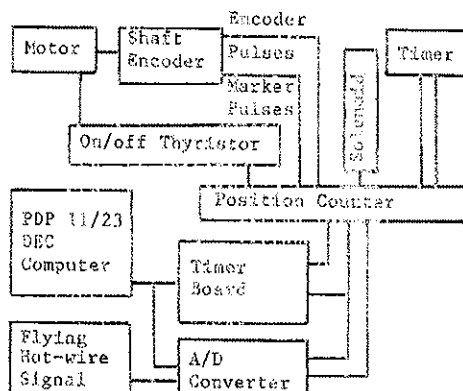 Encoder
Motor
Shaft
Encoder
Pulses
Timer
Market
Pulses
Solenoid
On/off Thyristor
Position Counter
PDP 11/23
DEC
Computer
Timer
Board
Flying
Hot-wire
Signal
A/D
Converter